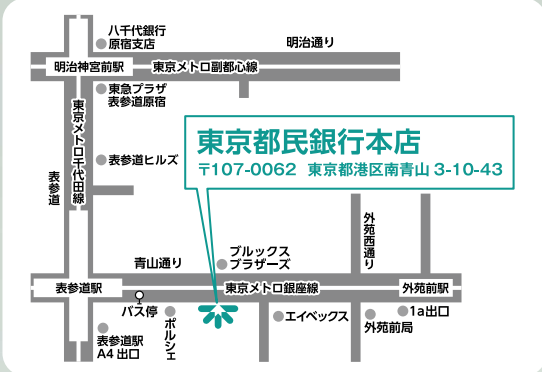 八千代銀行
原宿支店
明治通り
明治神宮前駅
東京メトロ副都心線
東急プラザ
表参道原宿
東京メトロ千代田線
表参道ヒルズ
表参道
東京都民銀行本店
〒107-0062 東京都港区南青山 3-10-43
外苑西通り
青山通り
ブルックス
ブラザーズ
表参道駅
東京メトロ銀座線
外苑前駅
バス停
ポルシェ
エイベックス
1a出口
外苑前局
表参道駅
A4 出口